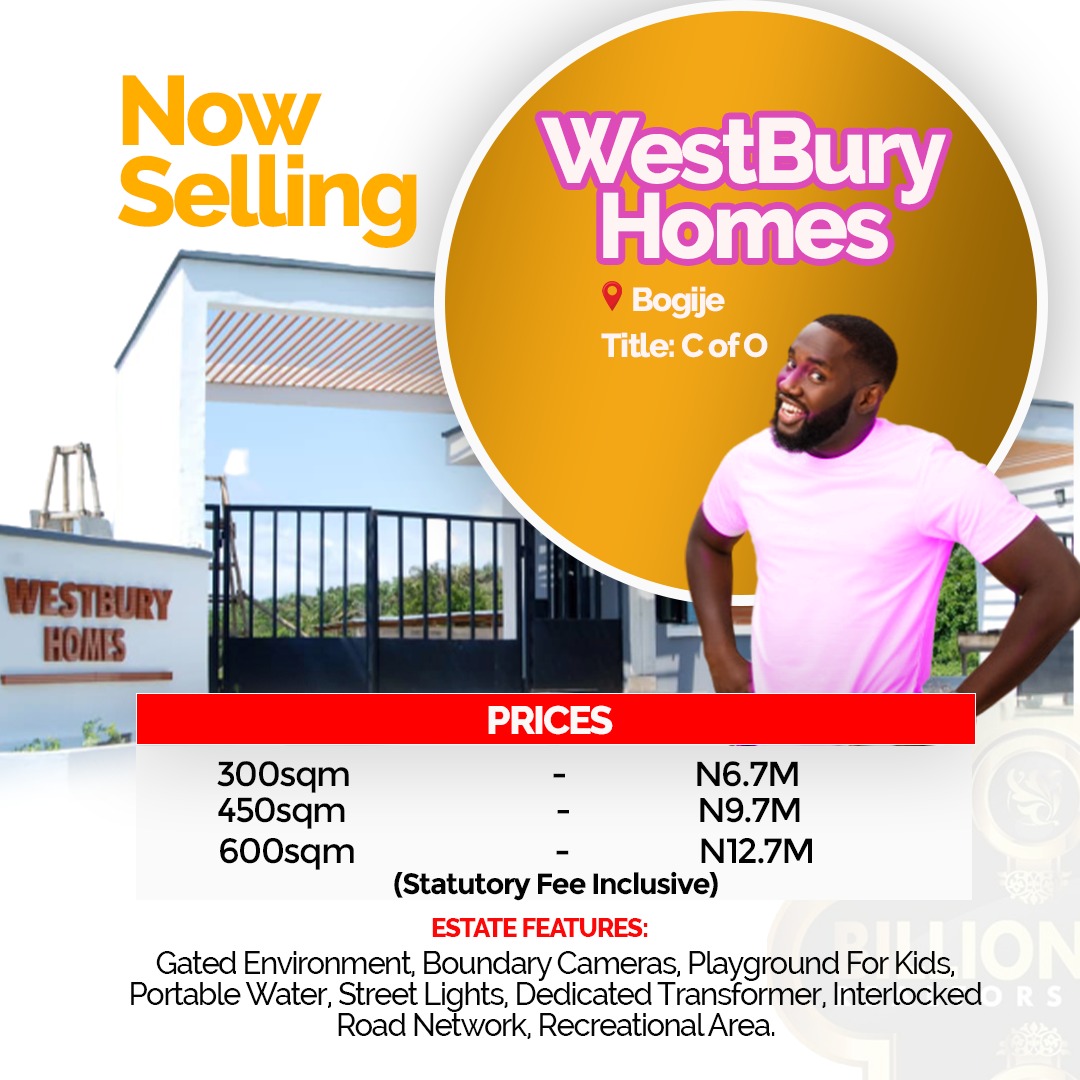 Now
Selling
WestBury
Homes
Bogije
Title: C of O
WESTBURY
HOMES
PRICES
300sqm - N6.7M
450sqm - N9.7M
600sqm - N12.7M
(Statutory Fee Inclusive)
ESTATE FEATURES:
Gated Environment, Boundary Cameras, Playground For Kids,
Portable Water, Street Lights, Dedicated Transformer, Interlocked
Road Network, Recreational Area.
BILLION